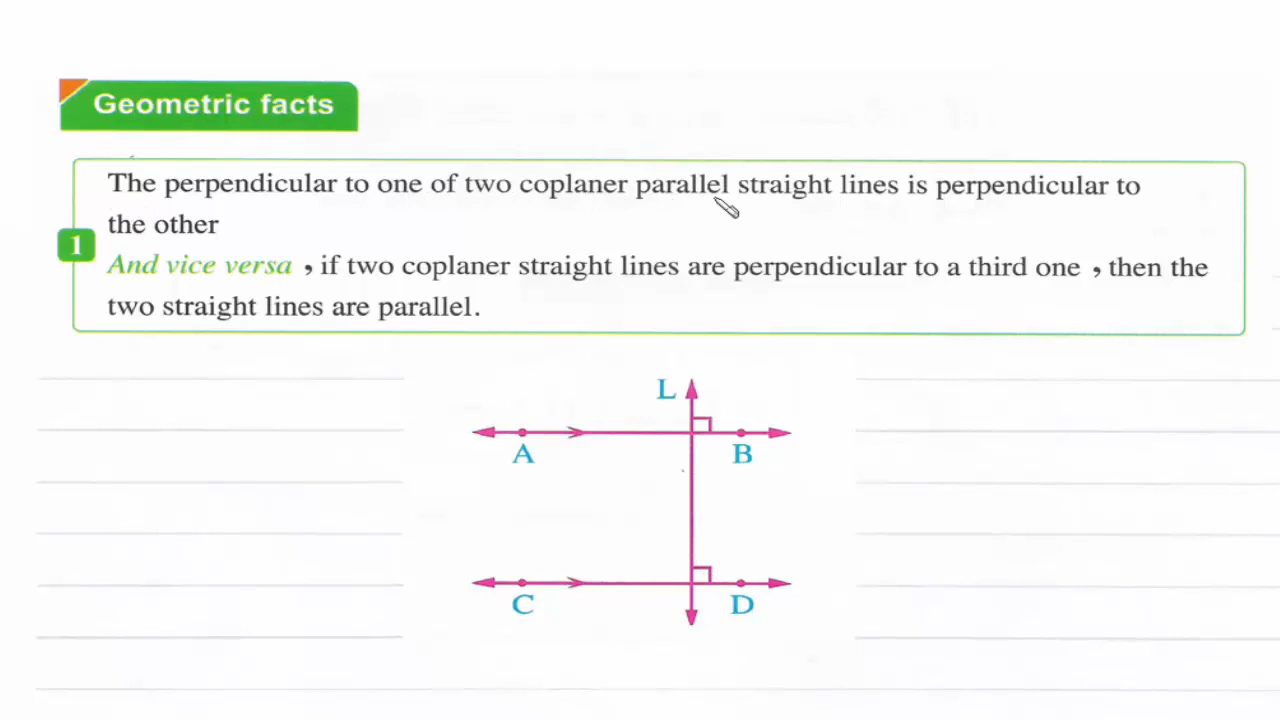 Geometric facts
The perpendicular to one of two coplaner parallel straight lines is perpendicular to
the other
1
And vice versa , if two coplaner straight lines are perpendicular to a third one , then the
two straight lines are parallel.
L
A B
C D